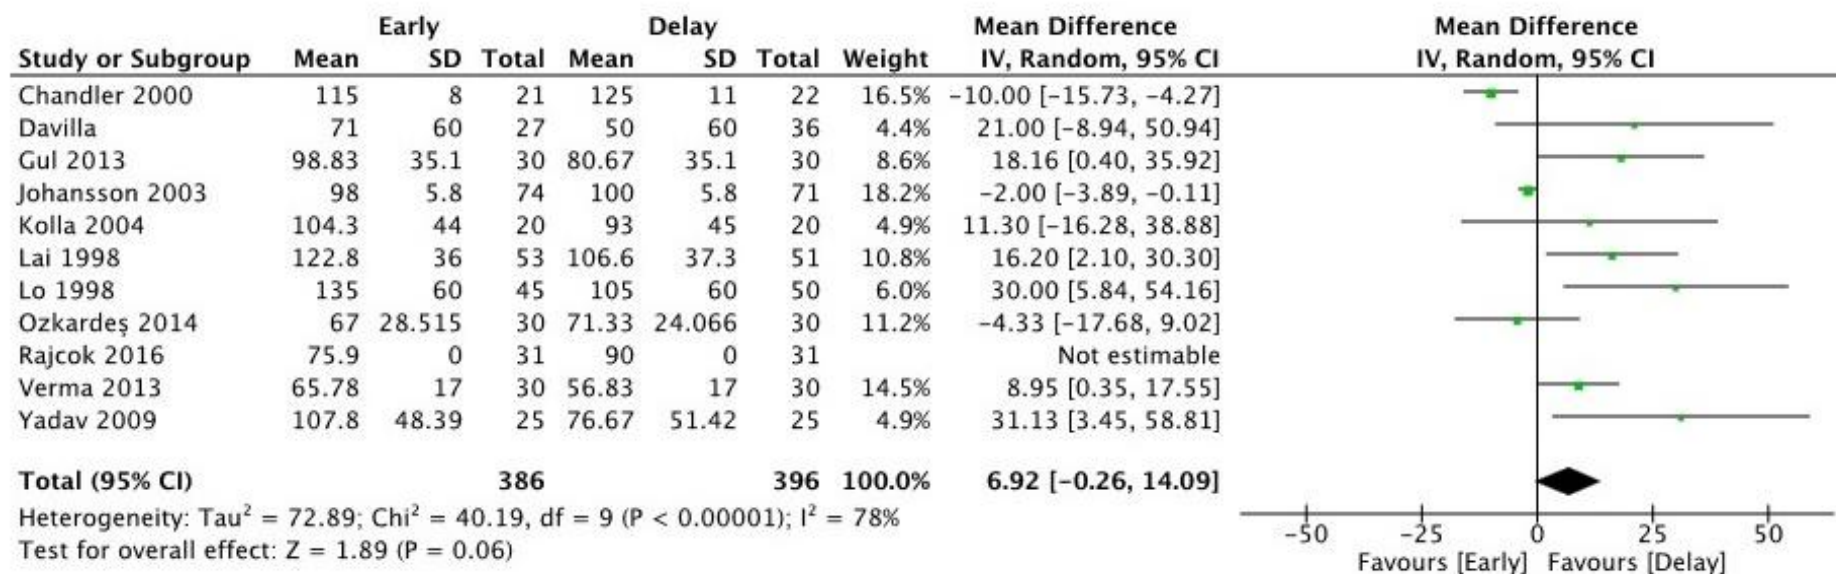 Early Delay Mean Difference Mean Difference
Study or Subgroup Mean SD Total Mean SD Total Weight IV, Random, 95% CI IV, Random, 95% CI
Chandler 2000 115 8 21 125 11 22 16.5% −10.00 [−15.73, −4.27]
Davilla 71 60 27 50 60 36 4.4% 21.00 [−8.94, 50.94]
Gul 2013 98.83 35.1 30 80.67 35.1 30 8.6% 18.16 [0.40, 35.92]
Johansson 2003 98 5.8 74 100 5.8 71 18.2% −2.00 [−3.89, −0.11]
Kolla 2004 104.3 44 20 93 45 20 4.9% 11.30 [−16.28, 38.88]
Lai 1998 122.8 36 53 106.6 37.3 51 10.8% 16.20 [2.10, 30.30]
Lo 1998 135 60 45 105 60 50 6.0% 30.00 [5.84, 54.16]
Ozkardeş 2014 67 28.515 30 71.33 24.066 30 11.2% −4.33 [−17.68, 9.02]
Rajcok 2016 75.9 0 31 90 0 31 Not estimable
Verma 2013 65.78 17 30 56.83 17 30 14.5% 8.95 [0.35, 17.55]
Yadav 2009 107.8 48.39 25 76.67 51.42 25 4.9% 31.13 [3.45, 58.81]
Total (95% CI) 386 396 100.0% 6.92 [−0.26, 14.09]
Heterogeneity: Tau² = 72.89; Chi² = 40.19, df = 9 (P < 0.00001); I² = 78%
Test for overall effect: Z = 1.89 (P = 0.06)
−50 −25 0 25 50
Favours [Early] Favours [Delay]